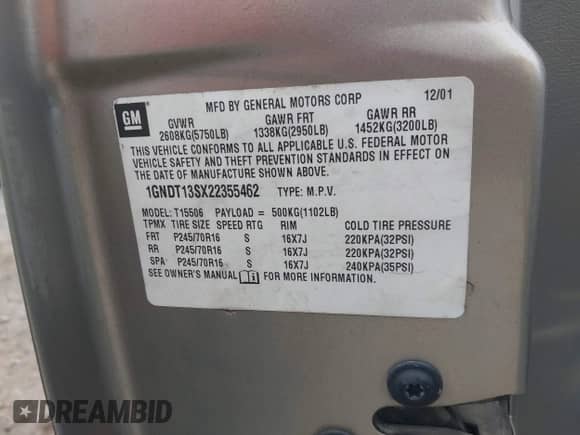 MFD BY GENERAL MOTORS CORP 12/01
GM
GVWR GAWR FRT GAWR RR
2608KG(5750LB) 1338KG(2950LB) 1452KG(3200LB)
THIS VEHICLE CONFORMS TO ALL APPLICABLE U.S. FEDERAL MOTOR
VEHICLE SAFETY AND THEFT PREVENTION STANDARDS IN EFFECT ON
THE DATE OF MANUFACTURE SHOWN ABOVE.
1GNDT13SX22355462 TYPE: M.P.V.
MODEL: T15506 PAYLOAD = 500KG(1102LB)
TPMX TIRE SIZE SPEED RTG RIM COLD TIRE PRESSURE
FRT P245/70R16 S 16X7J 220KPA(32PSI)
RR P245/70R16 S 16X7J 220KPA(32PSI)
SPA P245/70R16 S 16X7J 240KPA(35PSI)
SEE OWNER'S MANUAL FOR MORE INFORMATION.
DREAMBID